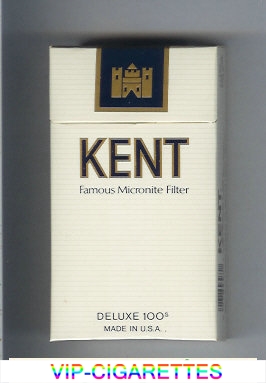 KENT
Famous Micronite Filter
DELUXE 100s
MADE IN U.S.A.
KENT
VIP-CIGARETTES